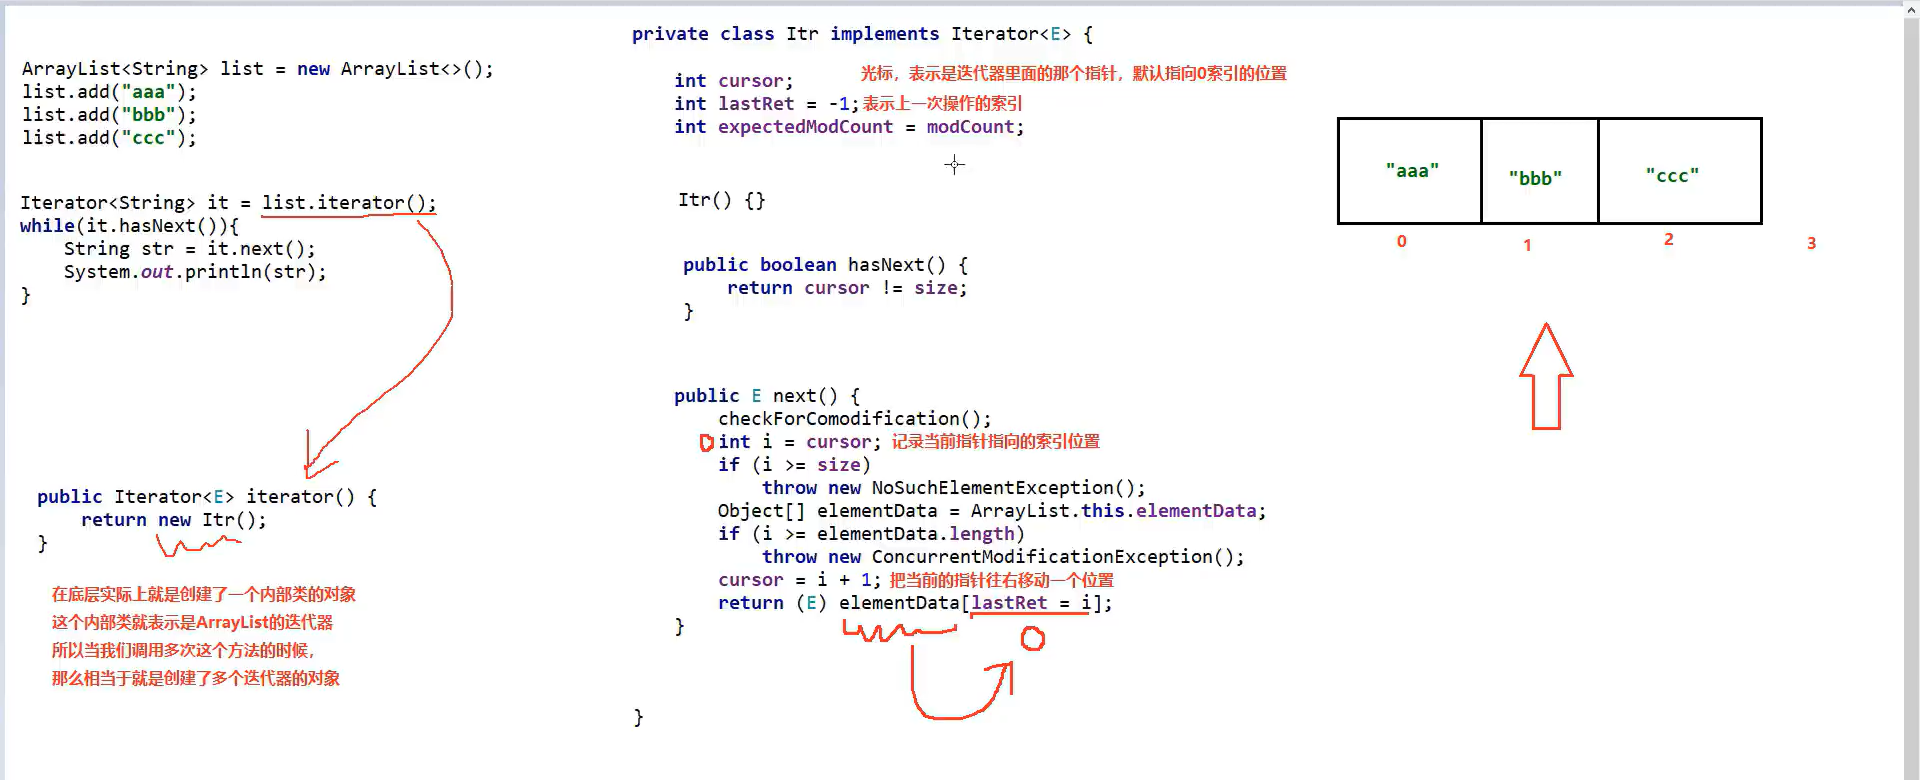 ArrayList<String> list = new ArrayList<>();
list.add("aaa");
list.add("bbb");
list.add("ccc");
Iterator<String> it = list.iterator();
while(it.hasNext()){
String str = it.next();
System.out.println(str);
}
public Iterator<E> iterator() {
return new Itr();
}
在底层实际上就是创建了一个内部类的对象
这个内部类就表示是ArrayList的迭代器
所以当我们调用多次这个方法的时候，
那么相当于就是创建了多个迭代器的对象
private class Itr implements Iterator<E> {
int cursor; 光标，表示是迭代器里面的那个指针，默认指向0索引的位置
int lastRet = -1; 表示上一次操作的索引
int expectedModCount = modCount;
Itr() {}
public boolean hasNext() {
return cursor != size;
}
public E next() {
checkForComodification();
0 int i = cursor; 记录当前指针指向的索引位置
if (i >= size)
throw new NoSuchElementException();
Object[] elementData = ArrayList.this.elementData;
if (i >= elementData.length)
throw new ConcurrentModificationException();
cursor = i + 1; 把当前的指针往右移动一个位置
return (E) elementData[lastRet = i];
}
0
}
"aaa" "bbb" "ccc"
0 1 2 3